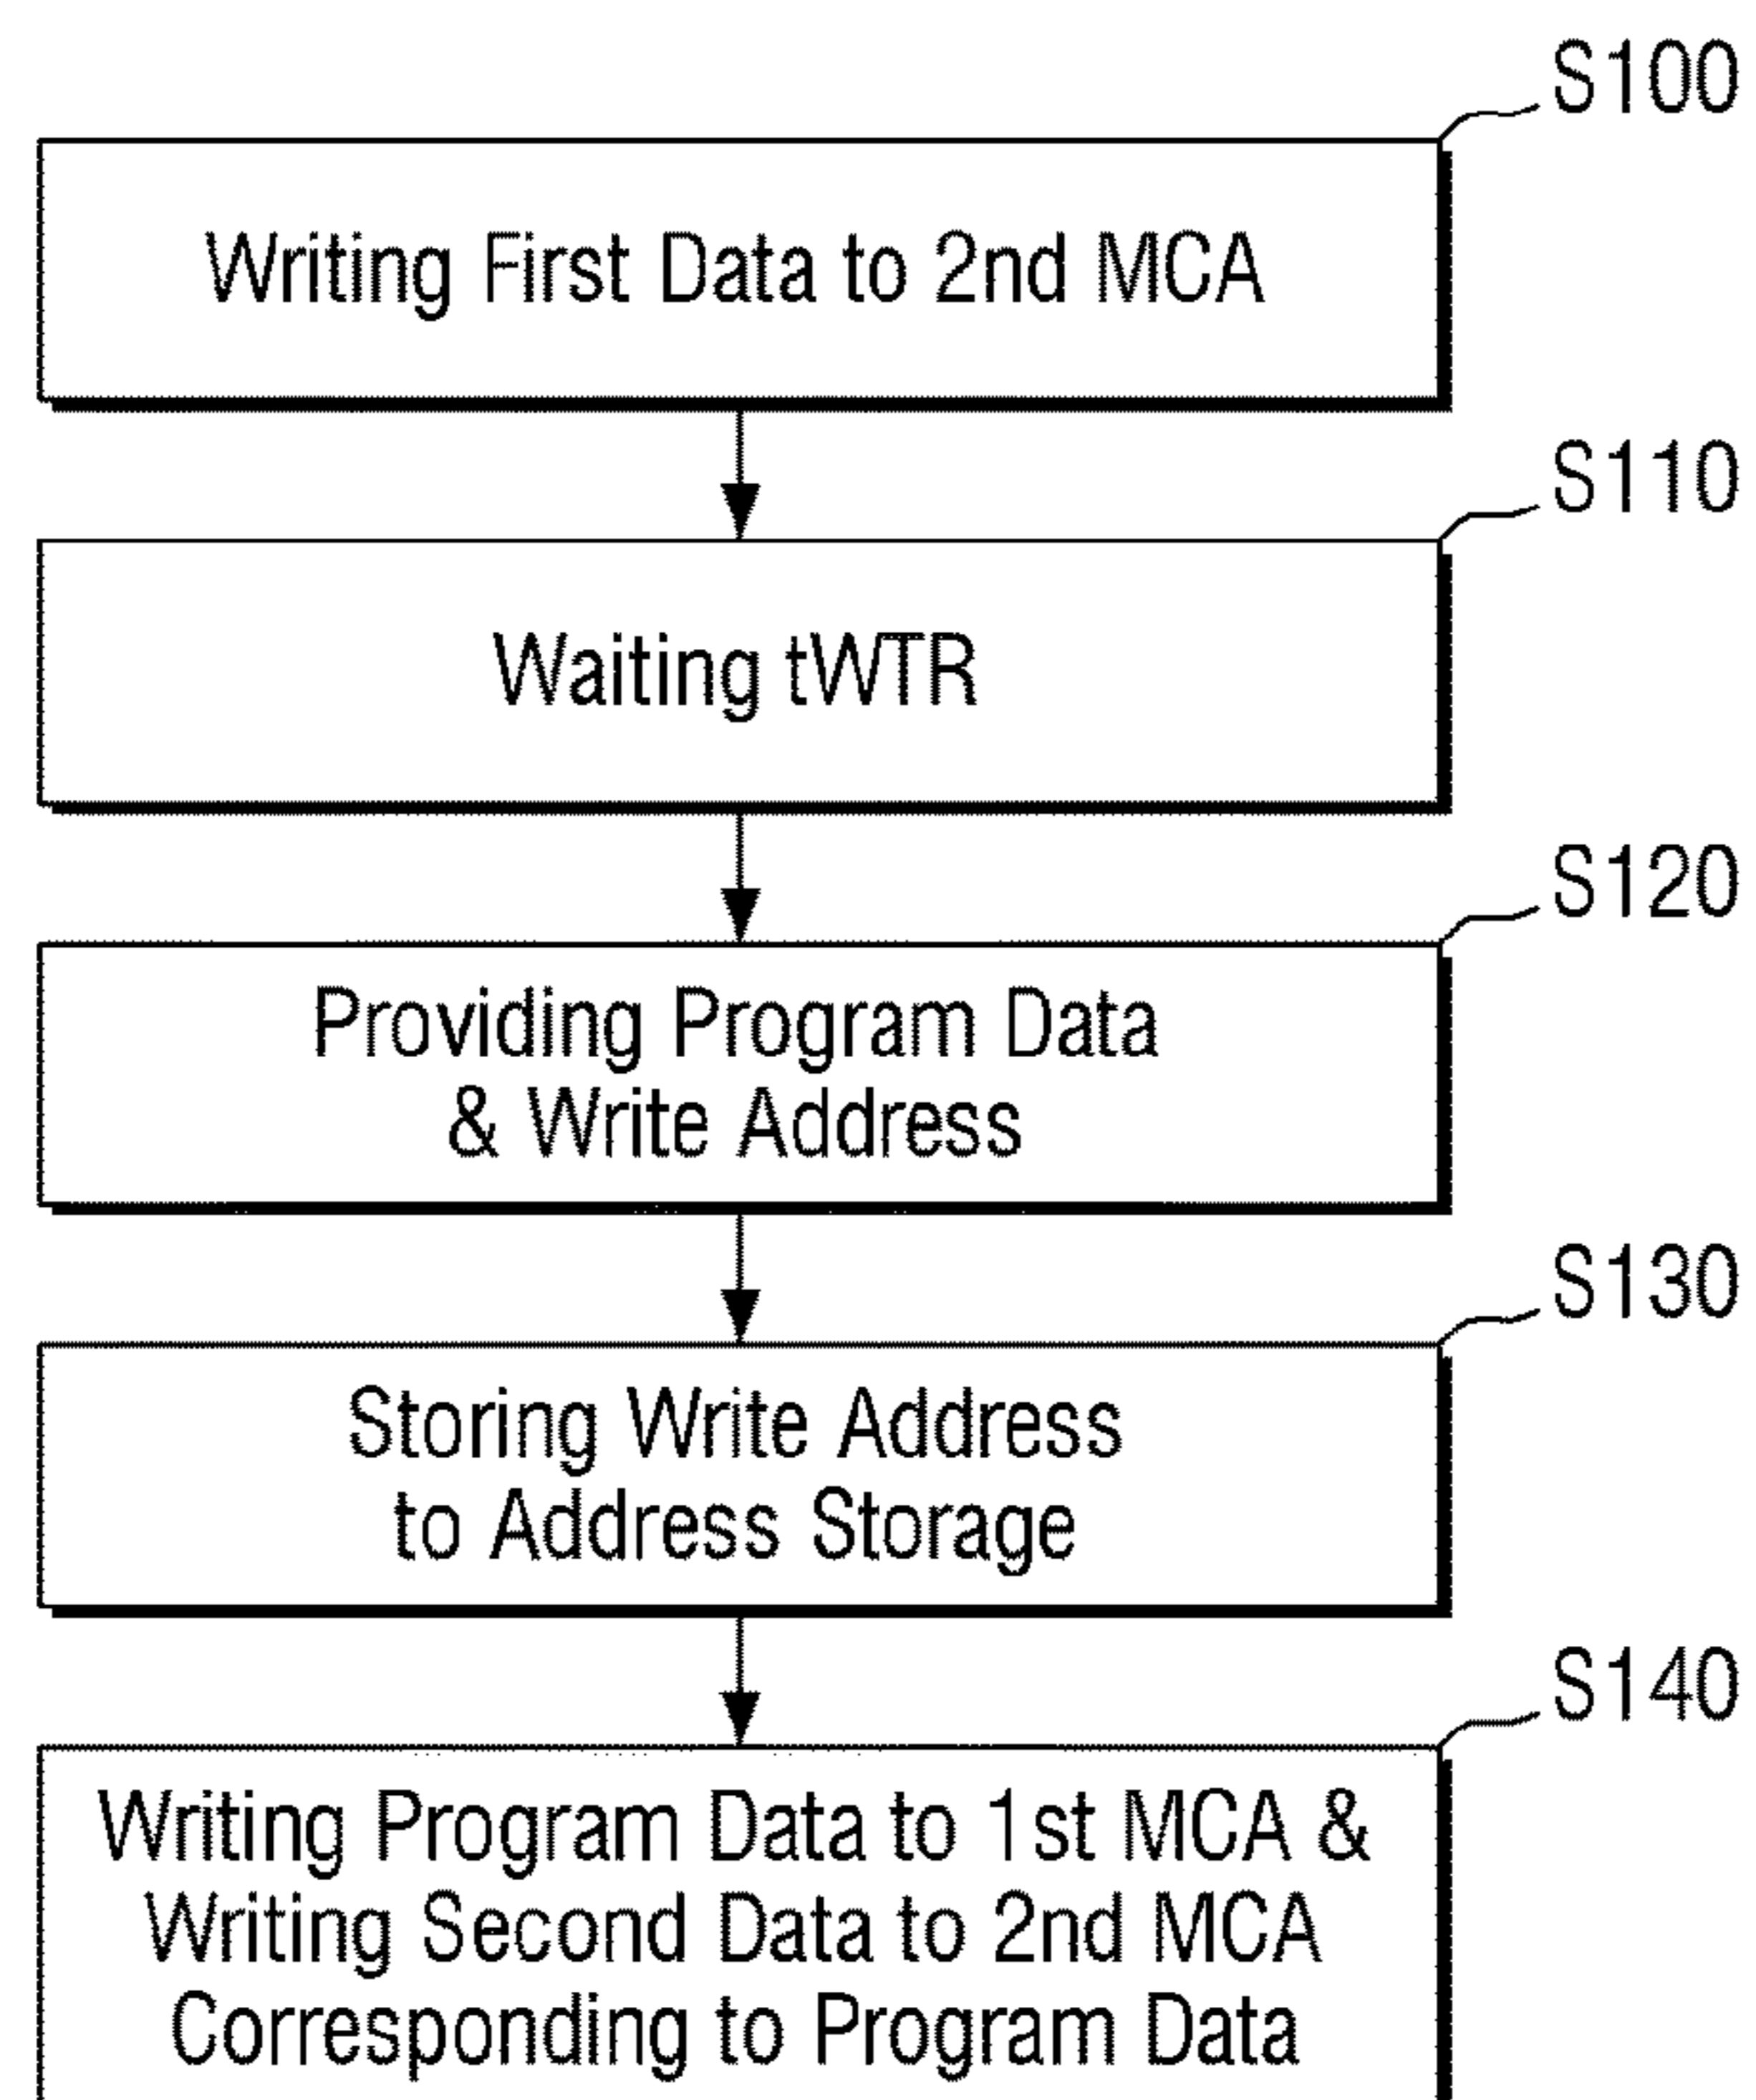 S100
Writing First Data to 2nd MCA
S110
Waiting tWTR
S120
Providing Program Data
& Write Address
S130
Storing Write Address
to Address Storage
S140
Writing Program Data to 1st MCA &
Writing Second Data to 2nd MCA
Corresponding to Program Data